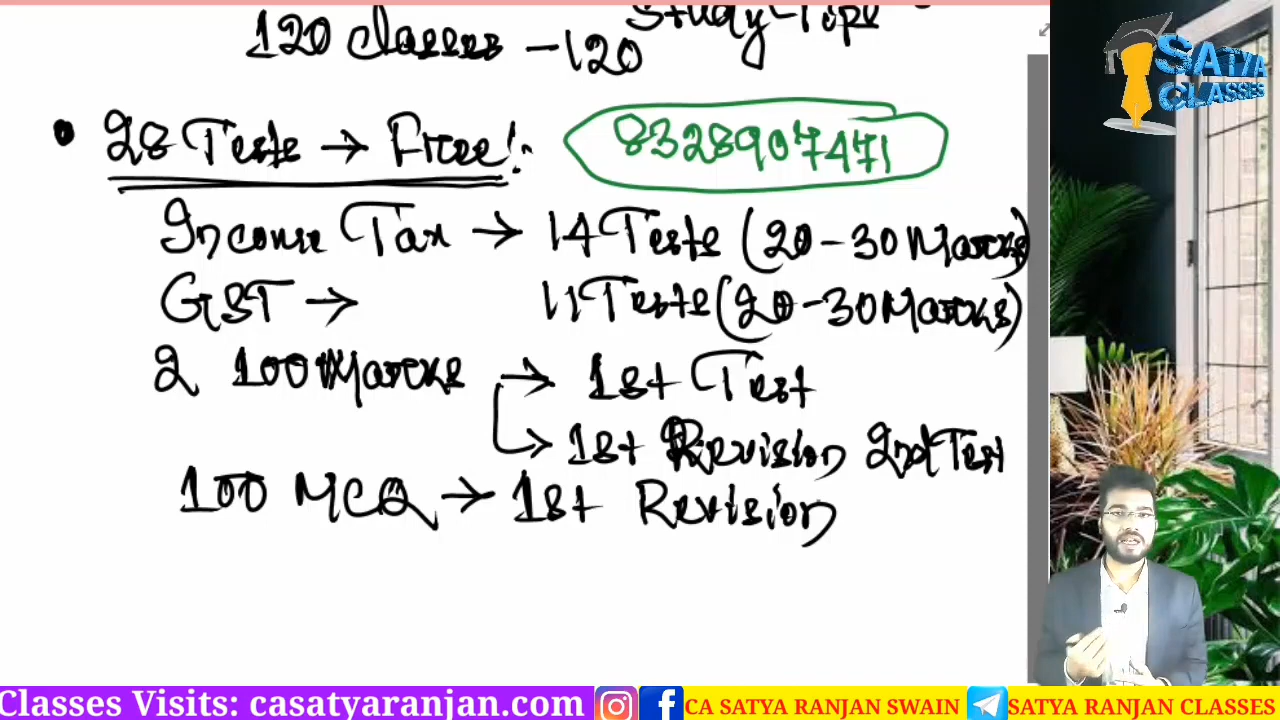 Study Tips
120 classes - 120
SATYA
CLASSES
• 28 Tests → Free!
8328907471
Income Tax → 14 Tests (20-30 Marks)
GST → 11 Tests (20-30 Marks)
2 100 Marks → 1st Test
→ 1st Revision 2nd Test
100 MCQ → 1st Revision
Classes Visits: casatyaranjan.com
CA SATYA RANJAN SWAIN
SATYA RANJAN CLASSES